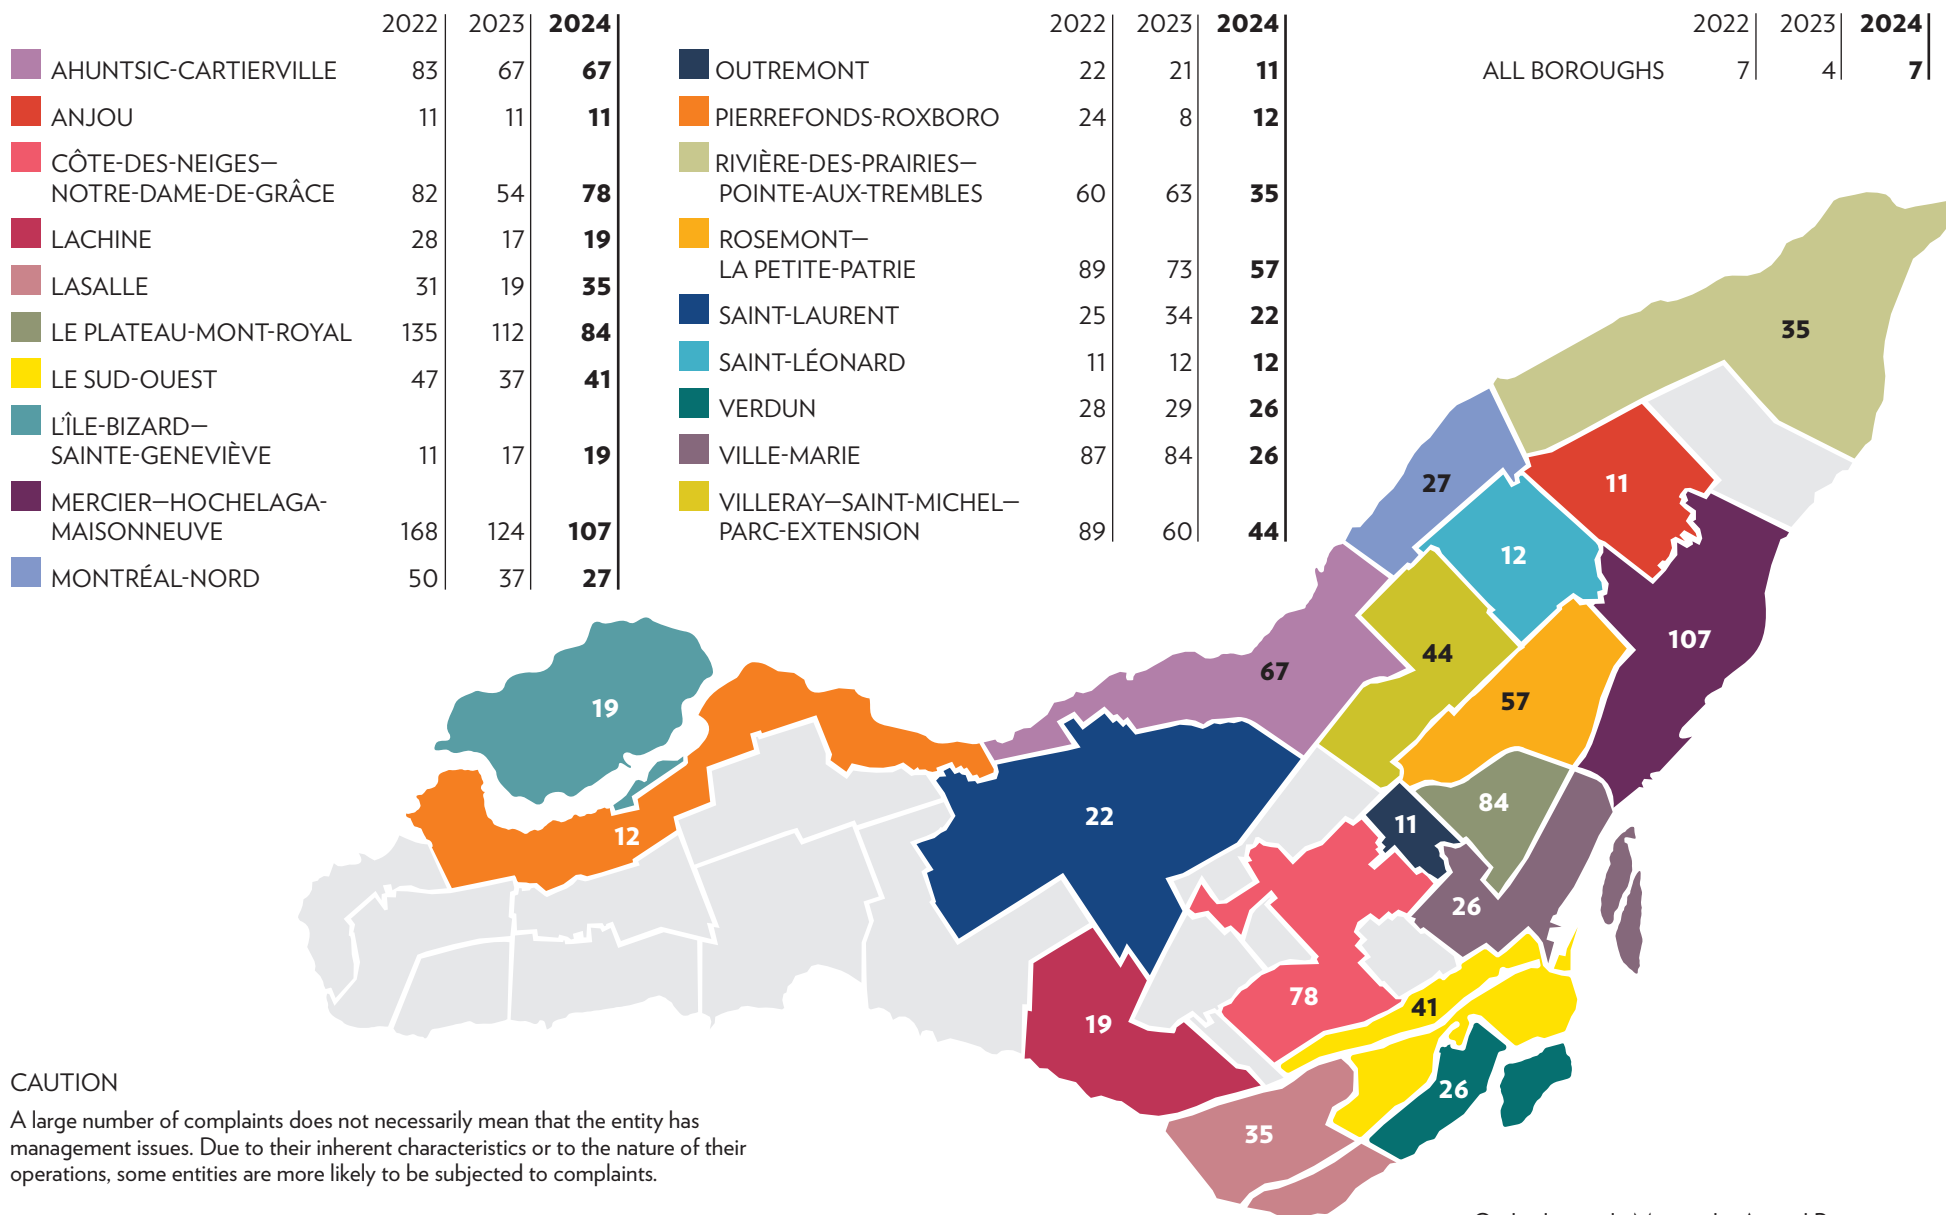 2022 2023 2024
AHUNTSIC-CARTIERVILLE 83 67 67
ANJOU 11 11 11
CÔTE-DES-NEIGES—
NOTRE-DAME-DE-GRÂCE 82 54 78
LACHINE 28 17 19
LASALLE 31 19 35
LE PLATEAU-MONT-ROYAL 135 112 84
LE SUD-OUEST 47 37 41
L'ÎLE-BIZARD—
SAINTE-GENEVIÈVE 11 17 19
MERCIER—HOCHELAGA-
MAISONNEUVE 168 124 107
MONTRÉAL-NORD 50 37 27
2022 2023 2024
OUTREMONT 22 21 11
PIERREFONDS-ROXBORO 24 8 12
RIVIÈRE-DES-PRAIRIES—
POINTE-AUX-TREMBLES 60 63 35
ROSEMONT—
LA PETITE-PATRIE 89 73 57
SAINT-LAURENT 25 34 22
SAINT-LÉONARD 11 12 12
VERDUN 28 29 26
VILLE-MARIE 87 84 26
VILLERAY—SAINT-MICHEL—
PARC-EXTENSION 89 60 44
2022 2023 2024
ALL BOROUGHS 7 4 7
35
27
11
12
107
44
67
57
19
84
22
11
12
26
78
41
19
26
35
CAUTION
A large number of complaints does not necessarily mean that the entity has
management issues. Due to their inherent characteristics or to the nature of their
operations, some entities are more likely to be subjected to complaints.